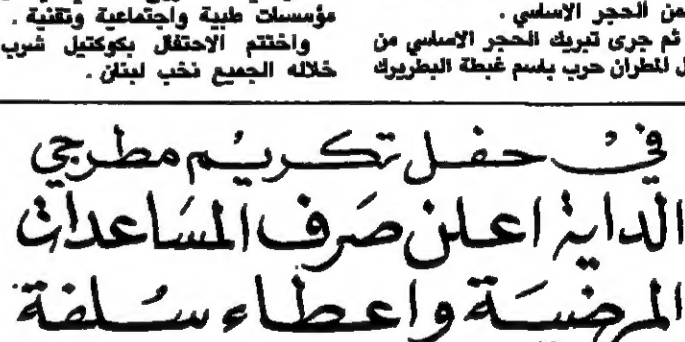 من الحجر الاساسي .
ثم جرى تبريك الحجر الاساسي من
ل المطران حرب باسم غبطة البطريرك
مؤسسات طبية واجتماعية وتقنية .
واختتم الاحتفال بكوكتيل شرب
خلاله الجميع نخب لبنان .
في حفل تكريم مطرجي
الداية اعلن صرف المساعدات
المرضية واعطاء سلفة